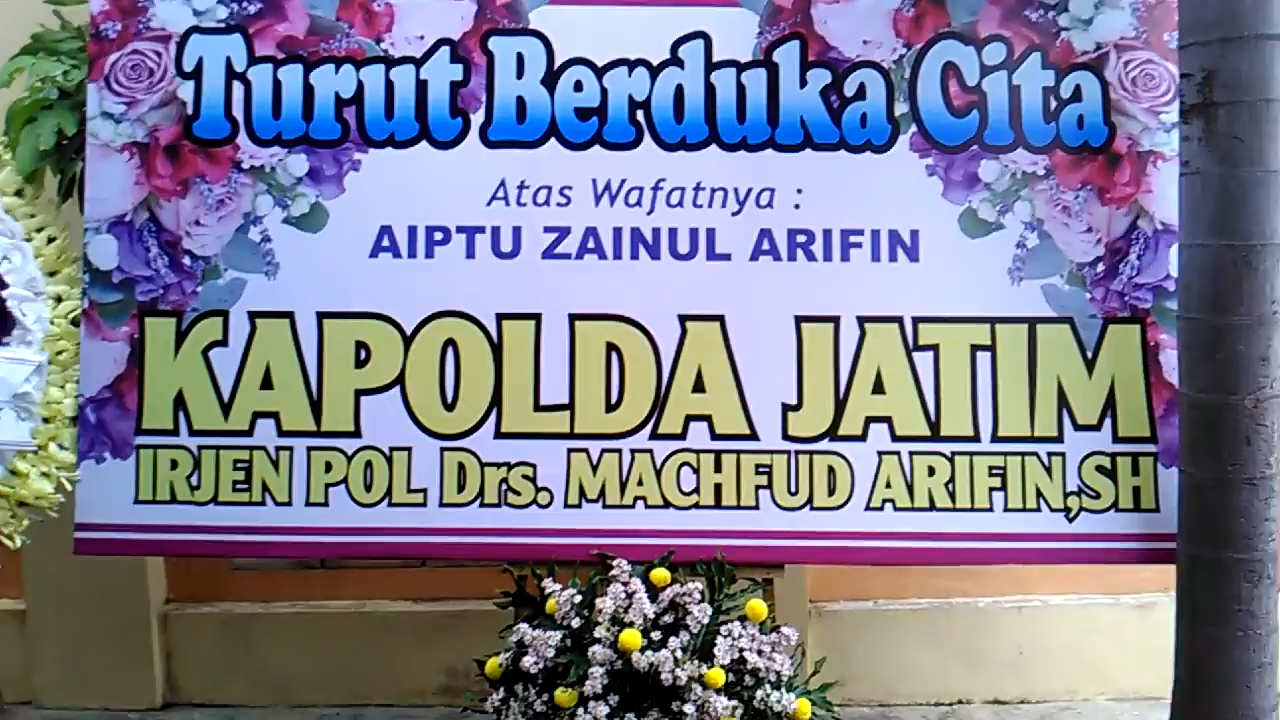 Turut Berduka Cita
Atas Wafatnya :
AIPTU ZAINUL ARIFIN
KAPOLDA JATIM
IRJEN POL Drs. MACHFUD ARIFIN,SH